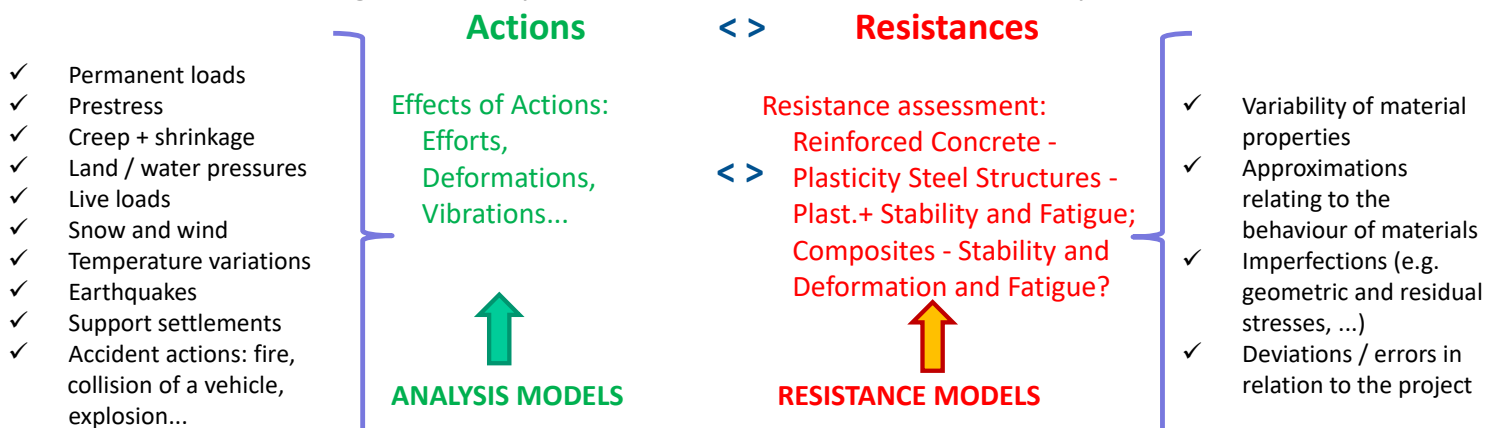 Actions < > Resistances
✓ Permanent loads
✓ Prestress
✓ Creep + shrinkage
✓ Land / water pressures
✓ Live loads
✓ Snow and wind
✓ Temperature variations
✓ Earthquakes
✓ Support settlements
✓ Accident actions: fire,
collision of a vehicle,
explosion...
Effects of Actions:
Efforts,
Deformations,
Vibrations...
ANALYSIS MODELS
< >
Resistance assessment:
Reinforced Concrete -
Plasticity Steel Structures -
Plast.+ Stability and Fatigue;
Composites - Stability and
Deformation and Fatigue?
RESISTANCE MODELS
✓ Variability of material
properties
✓ Approximations
relating to the
behaviour of materials
✓ Imperfections (e.g.
geometric and residual
stresses, ...)
✓ Deviations / errors in
relation to the project